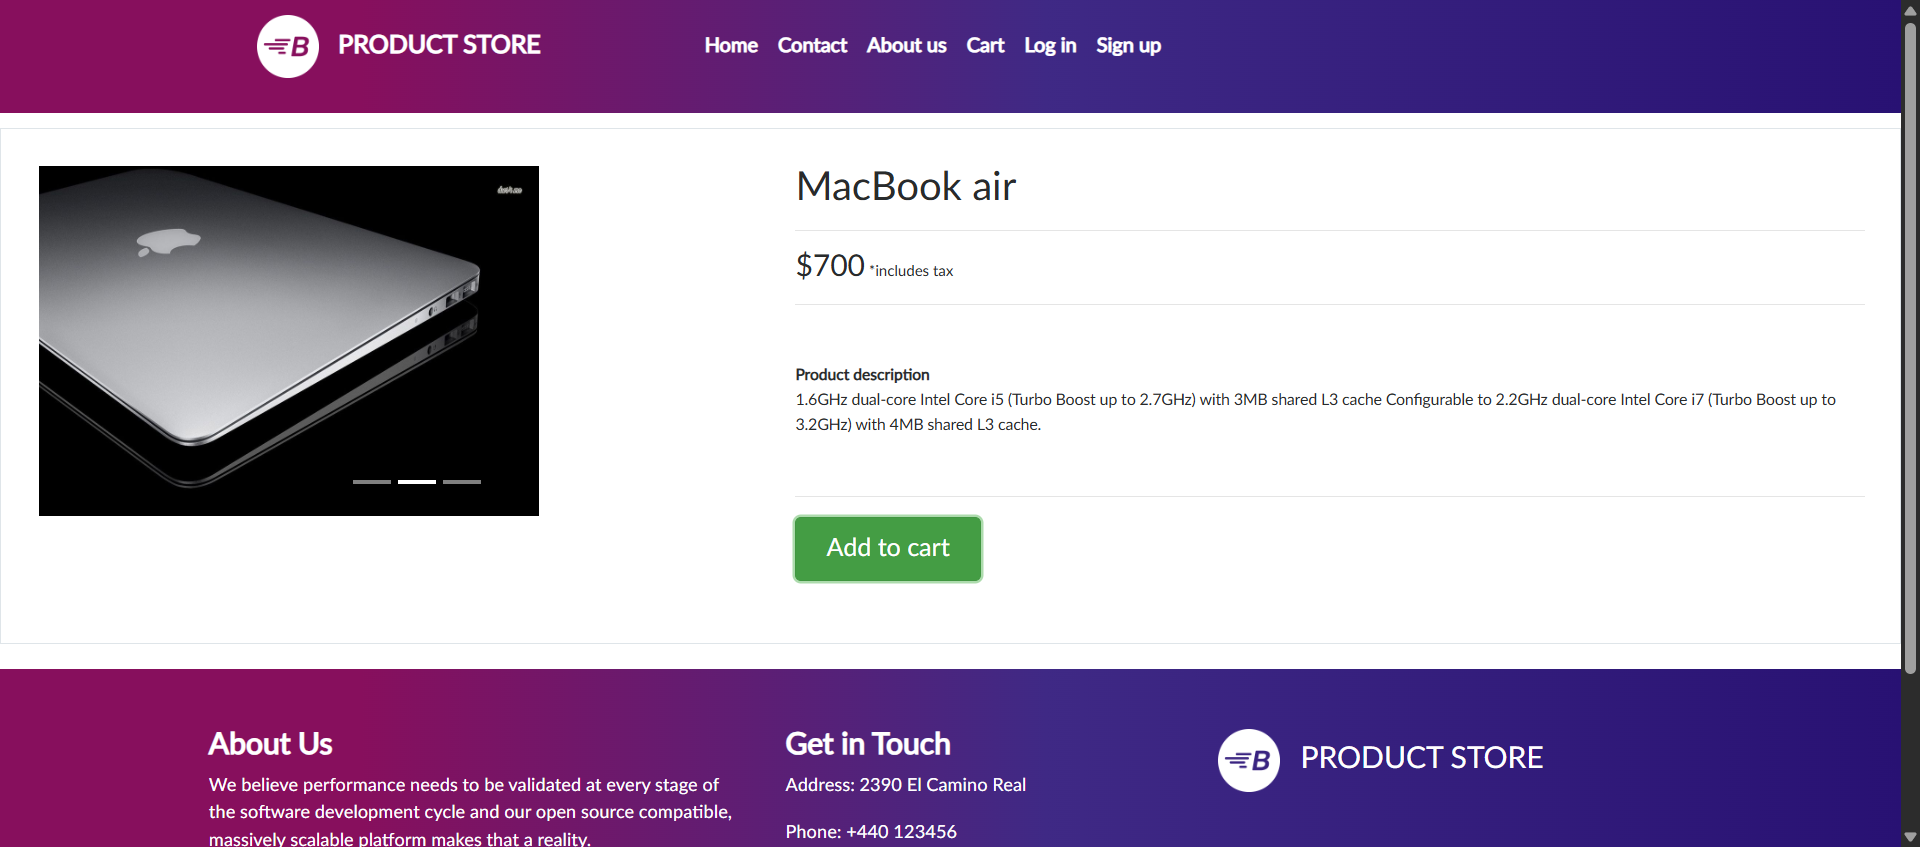 B PRODUCT STORE
Home Contact About us Cart Log in Sign up
MacBook air
$700 *includes tax
Product description
1.6GHz dual-core Intel Core i5 (Turbo Boost up to 2.7GHz) with 3MB shared L3 cache Configurable to 2.2GHz dual-core Intel Core i7 (Turbo Boost up to
3.2GHz) with 4MB shared L3 cache.
Add to cart
About Us
We believe performance needs to be validated at every stage of
the software development cycle and our open source compatible,
massively scalable platform makes that a reality.
Get in Touch
Address: 2390 El Camino Real
Phone: +440 123456
B PRODUCT STORE